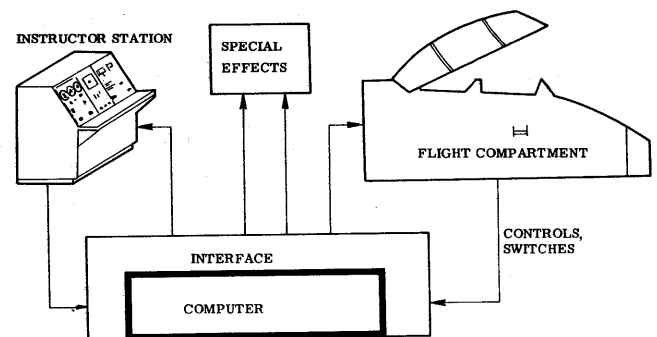 INSTRUCTOR STATION
SPECIAL
EFFECTS
FLIGHT COMPARTMENT
CONTROLS,
SWITCHES
INTERFACE
COMPUTER